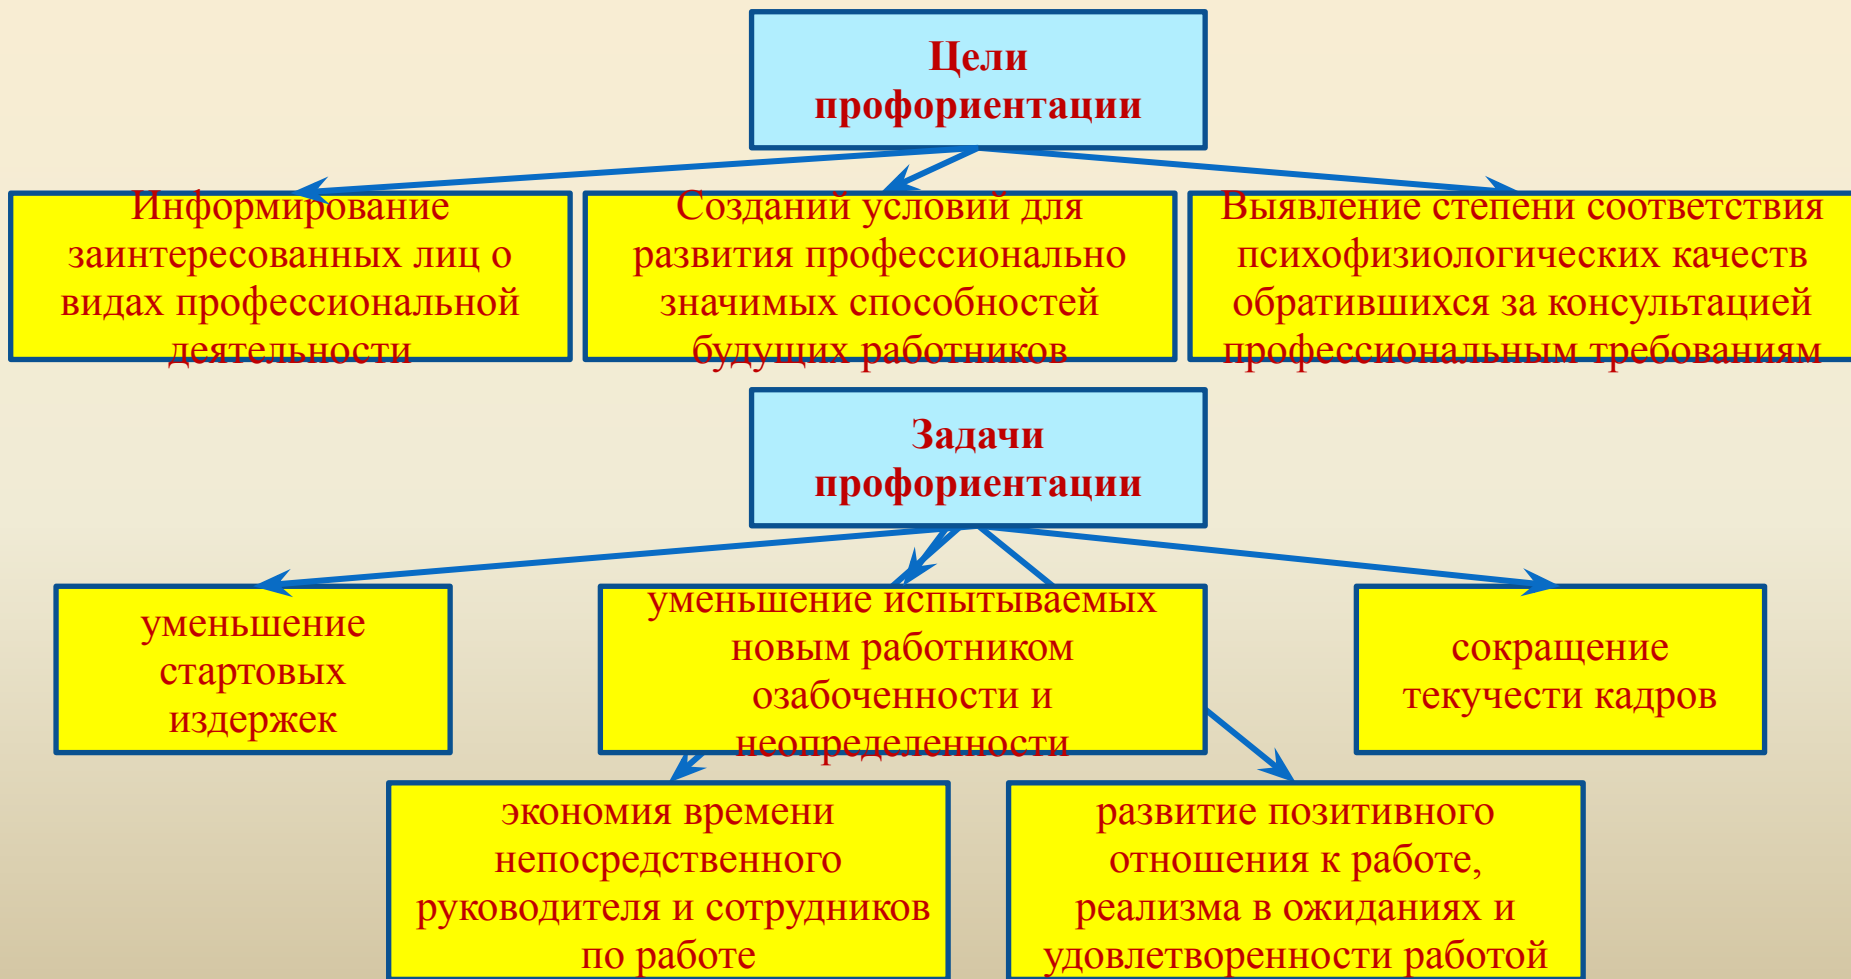 Цели
профориентации
Информирование
заинтересованных лиц о
видах профессиональной
деятельности
Созданий условий для
развития профессионально
значимых способностей
будущих работников
Выявление степени соответствия
психофизиологических качеств
обратившихся за консультацией
профессиональным требованиям
Задачи
профориентации
уменьшение
стартовых
издержек
уменьшение испытываемых
новым работником
озабоченности и
неопределенности
сокращение
текучести кадров
экономия времени
непосредственного
руководителя и сотрудников
по работе
развитие позитивного
отношения к работе,
реализма в ожиданиях и
удовлетворенности работой